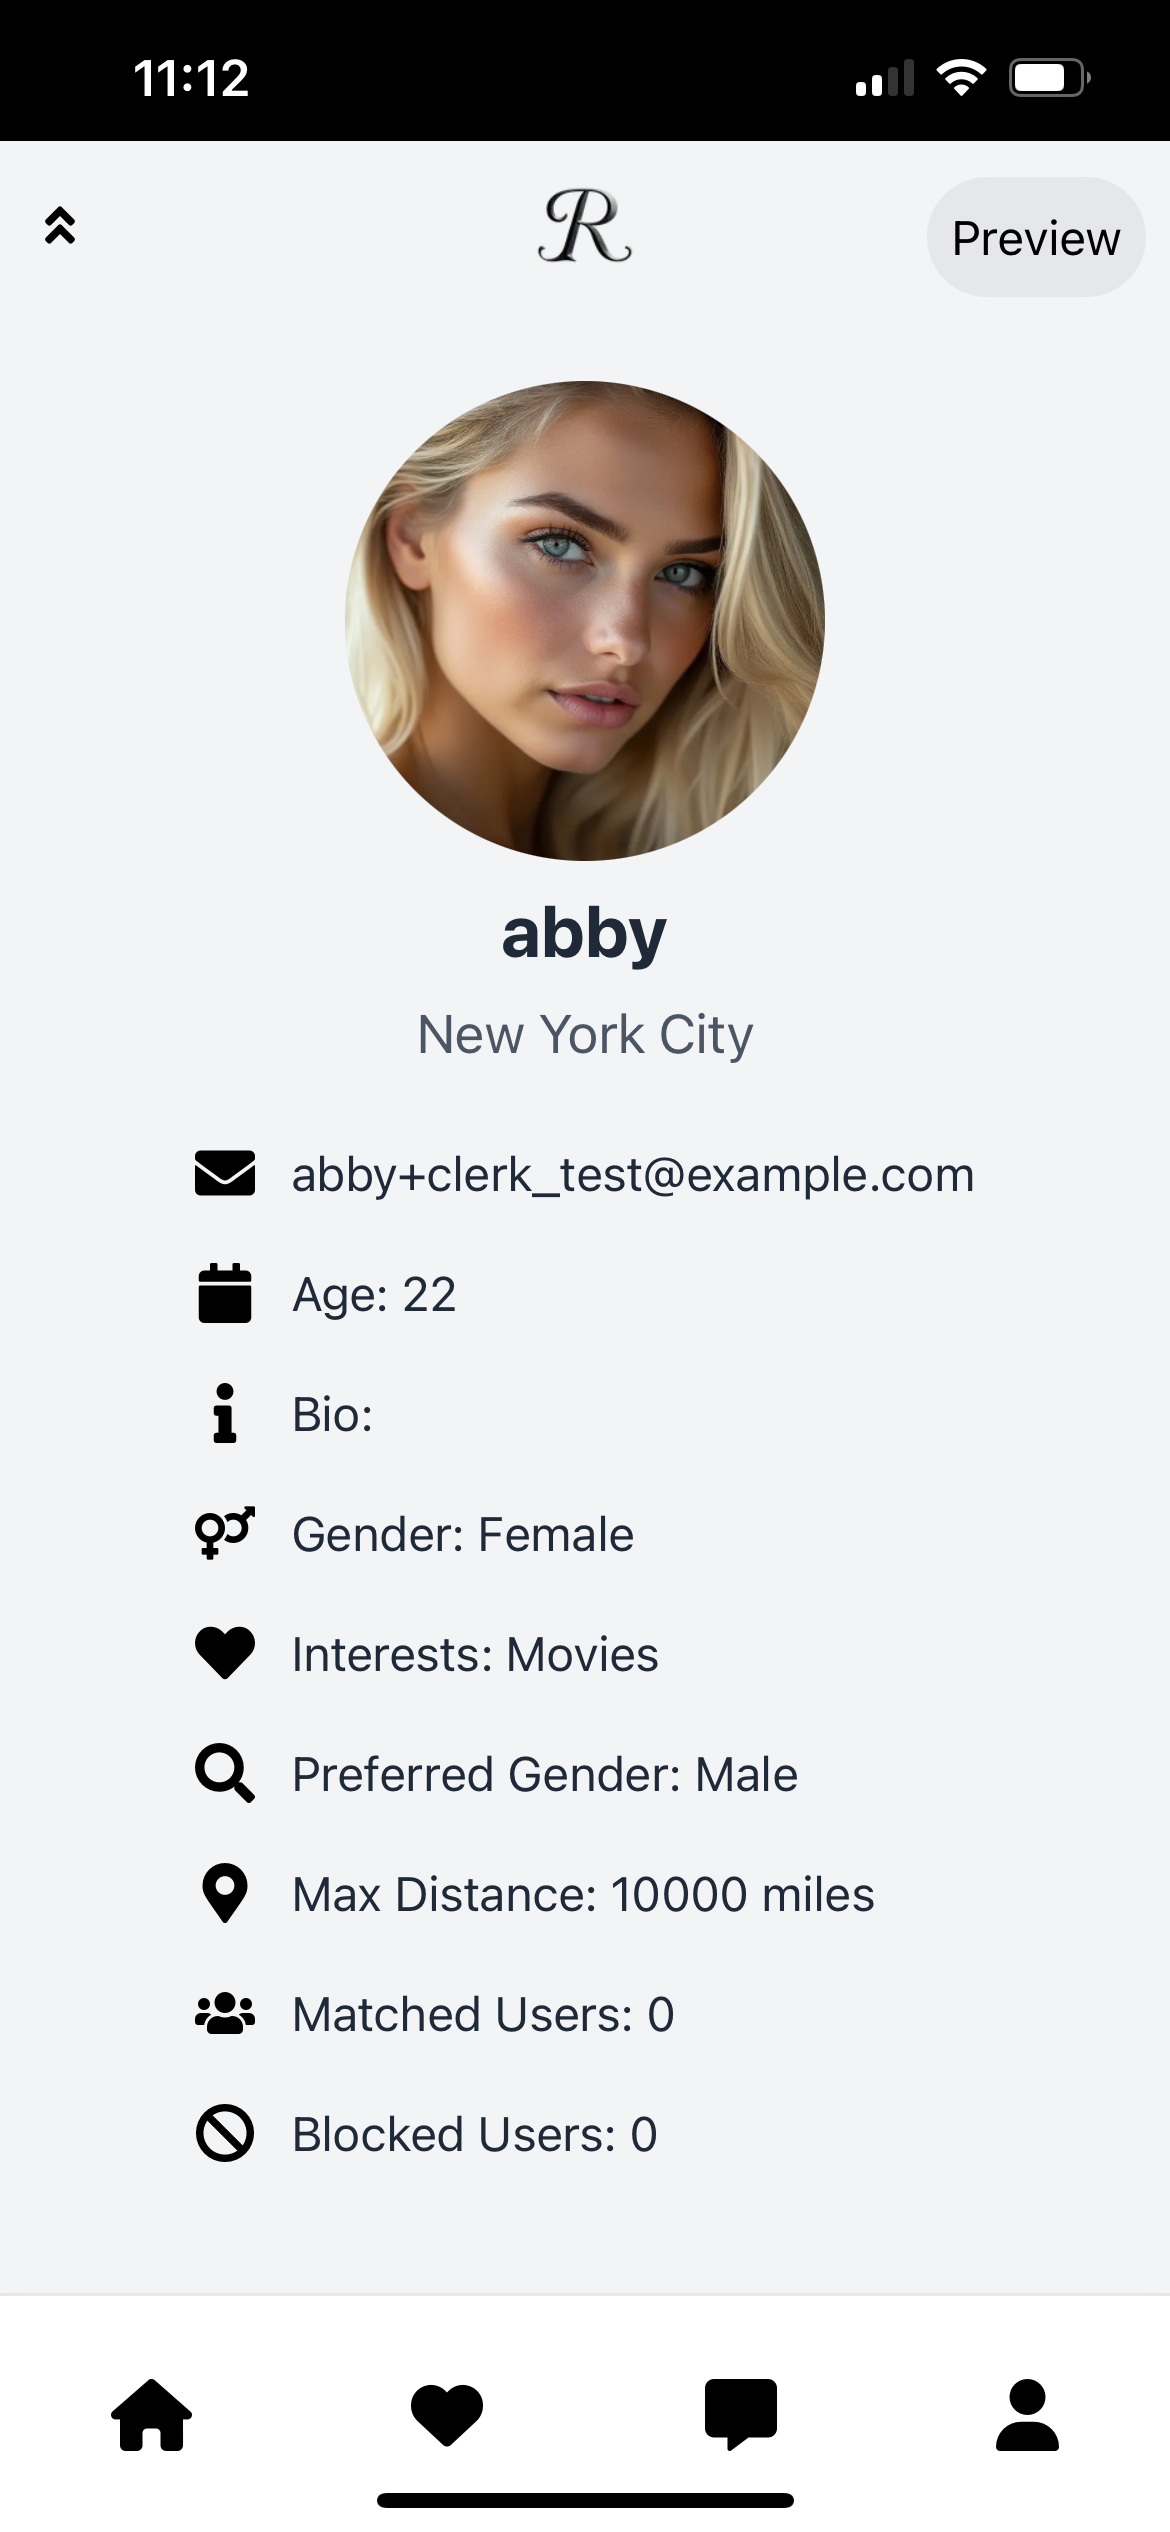 11:12
R
Preview
abby
New York City
abby+clerk_test@example.com
Age: 22
Bio:
Gender: Female
Interests: Movies
Preferred Gender: Male
Max Distance: 10000 miles
Matched Users: 0
Blocked Users: 0